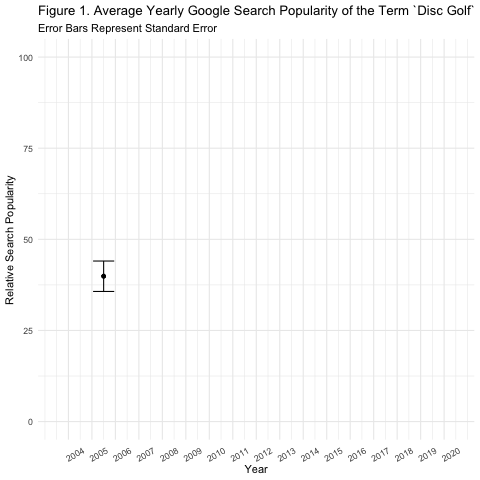 Figure 1. Average Yearly Google Search Popularity of the Term `Disc Golf`
Error Bars Represent Standard Error
100
75
50
25
0
Relative Search Popularity
2004 2005 2006 2007 2008 2009 2010 2011 2012 2013 2014 2015 2016 2017 2018 2019 2020
Year